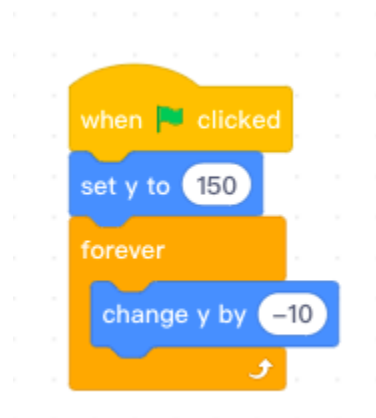 when clicked
set y to 150
forever
change y by –10